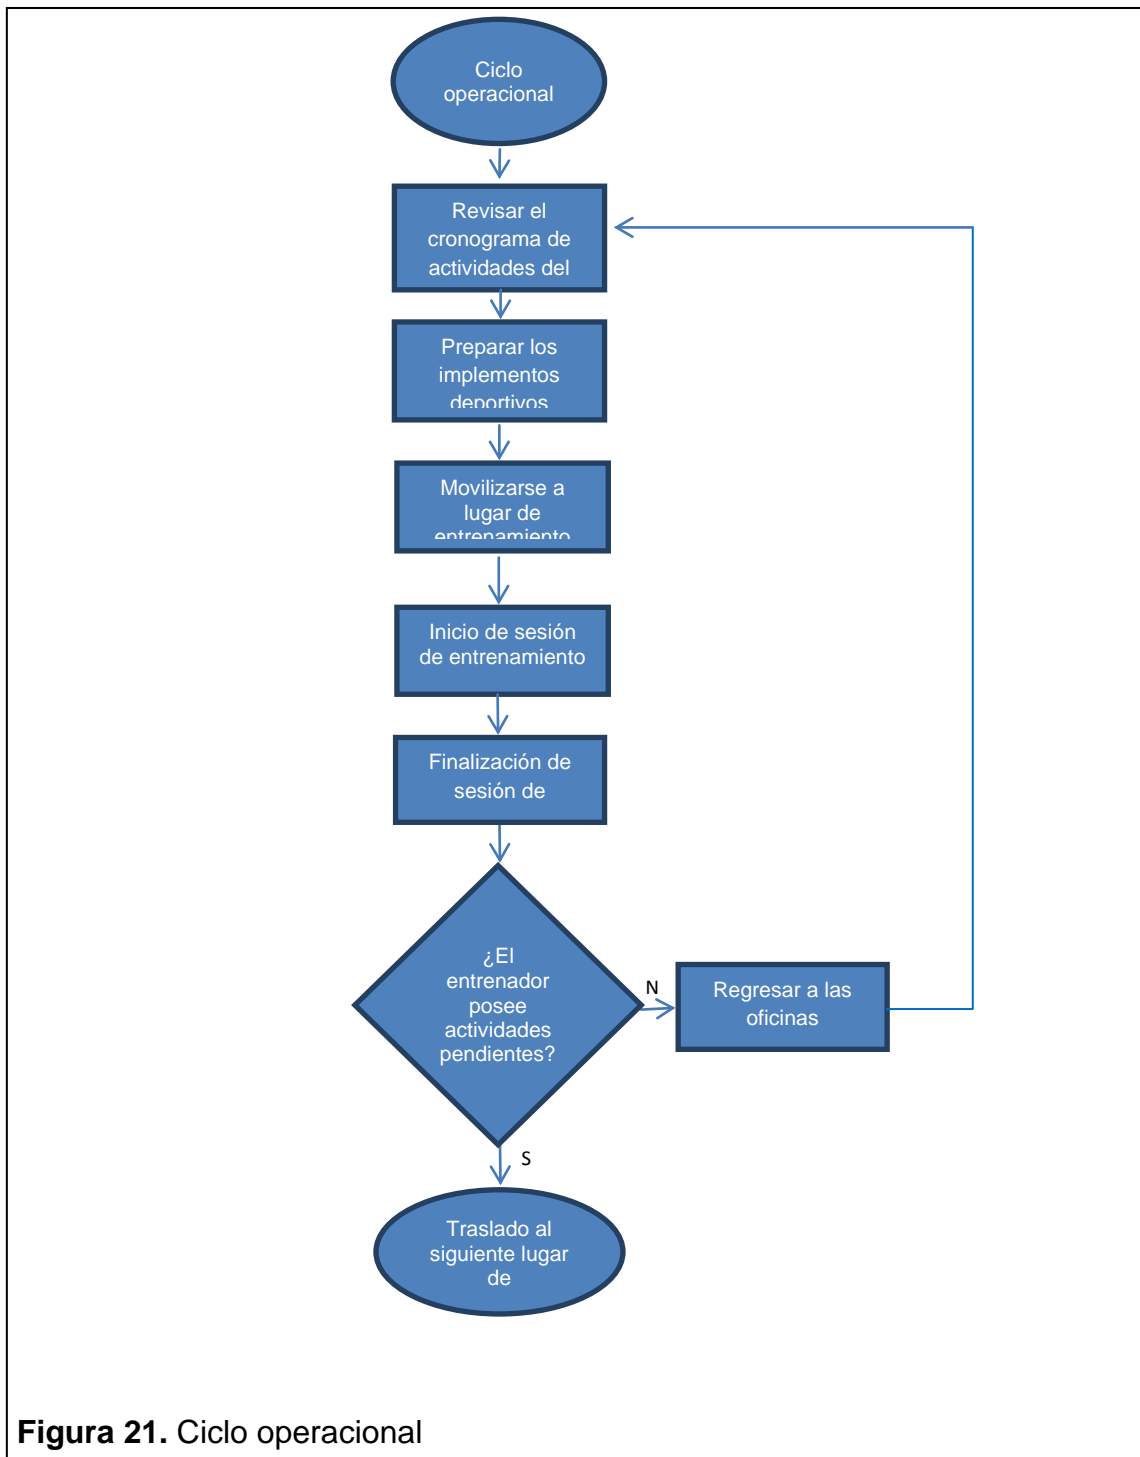 Ciclo
operacional
Revisar el
cronograma de
actividades del
Preparar los
implementos
deportivos
Movilizarse a
lugar de
entrenamiento
Inicio de sesión
de entrenamiento
Finalización de
sesión de
¿El
entrenador
posee
actividades
pendientes?
N
Regresar a las
oficinas
S
Traslado al
siguiente lugar
de
Figura 21. Ciclo operacional